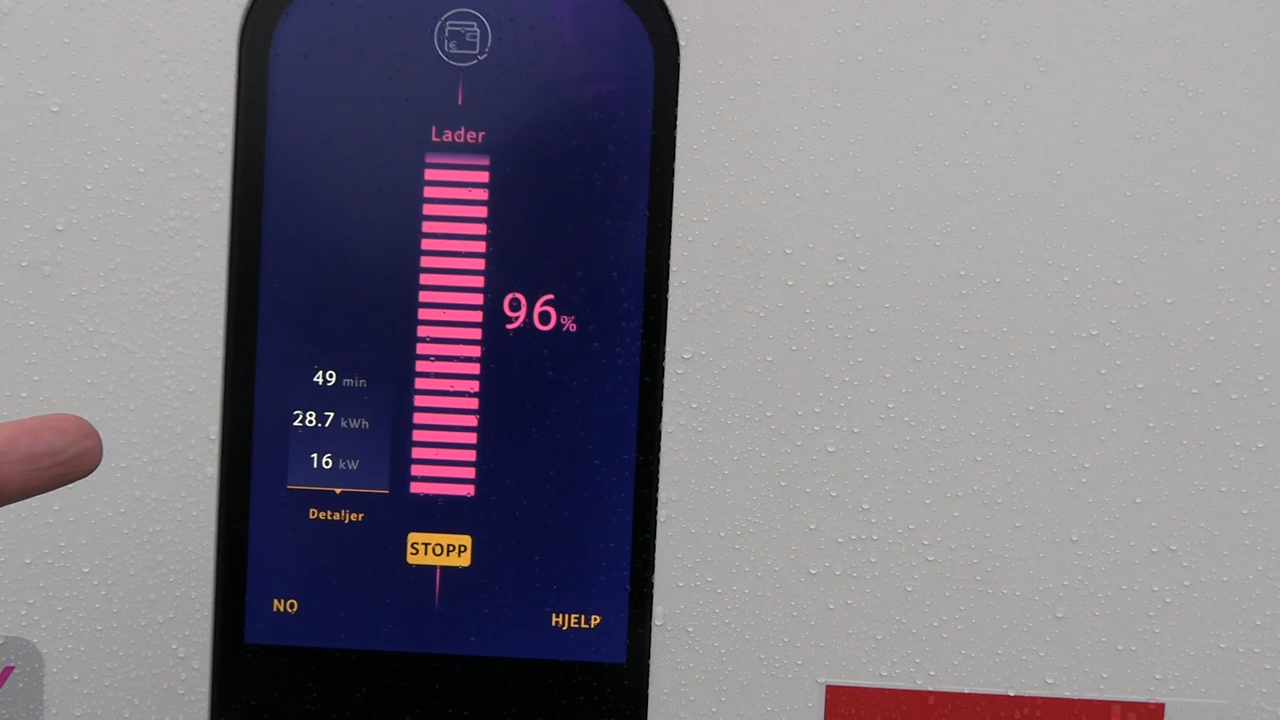 Lader
96%
49 min
28.7 kWh
16 kW
Detaljer
STOPP
NO
HJELP